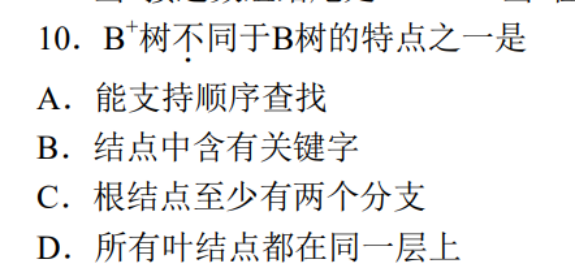 10．B⁺树不同于B树的特点之一是
A．能支持顺序查找
B．结点中含有关键字
C．根结点至少有两个分支
D．所有叶结点都在同一层上